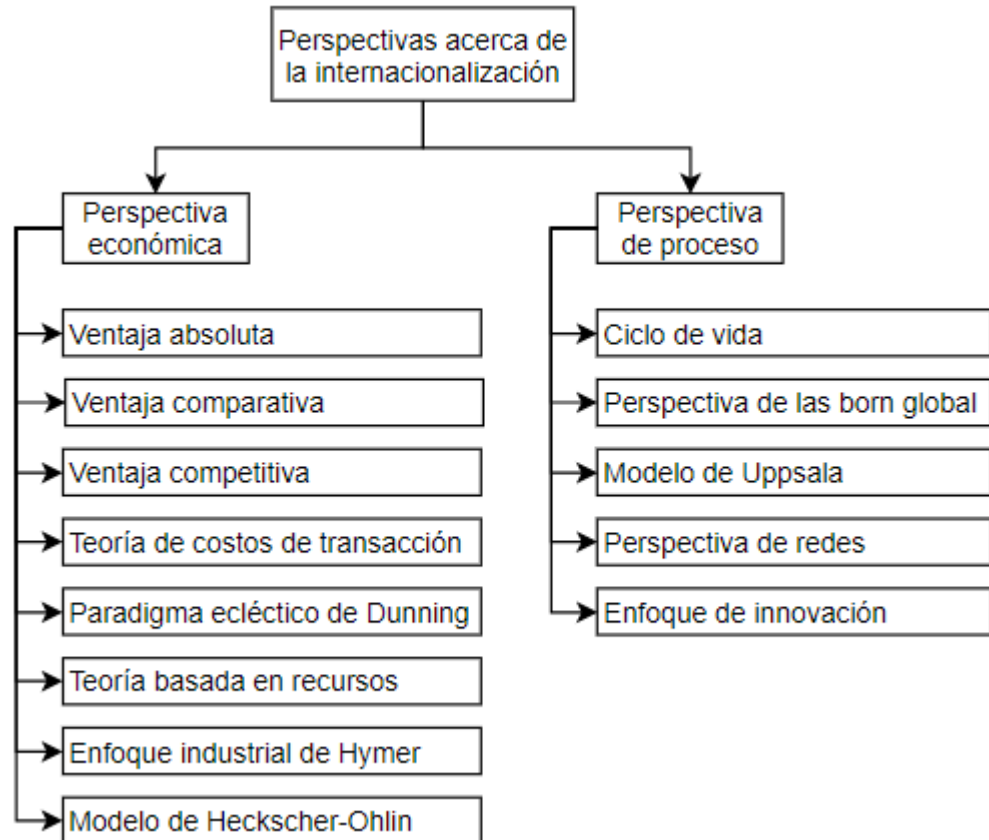 Perspectivas acerca de
la internacionalización
Perspectiva
económica
Ventaja absoluta
Ventaja comparativa
Ventaja competitiva
Teoría de costos de transacción
Paradigma ecléctico de Dunning
Teoría basada en recursos
Enfoque industrial de Hymer
Modelo de Heckscher-Ohlin
Perspectiva
de proceso
Ciclo de vida
Perspectiva de las born global
Modelo de Uppsala
Perspectiva de redes
Enfoque de innovación